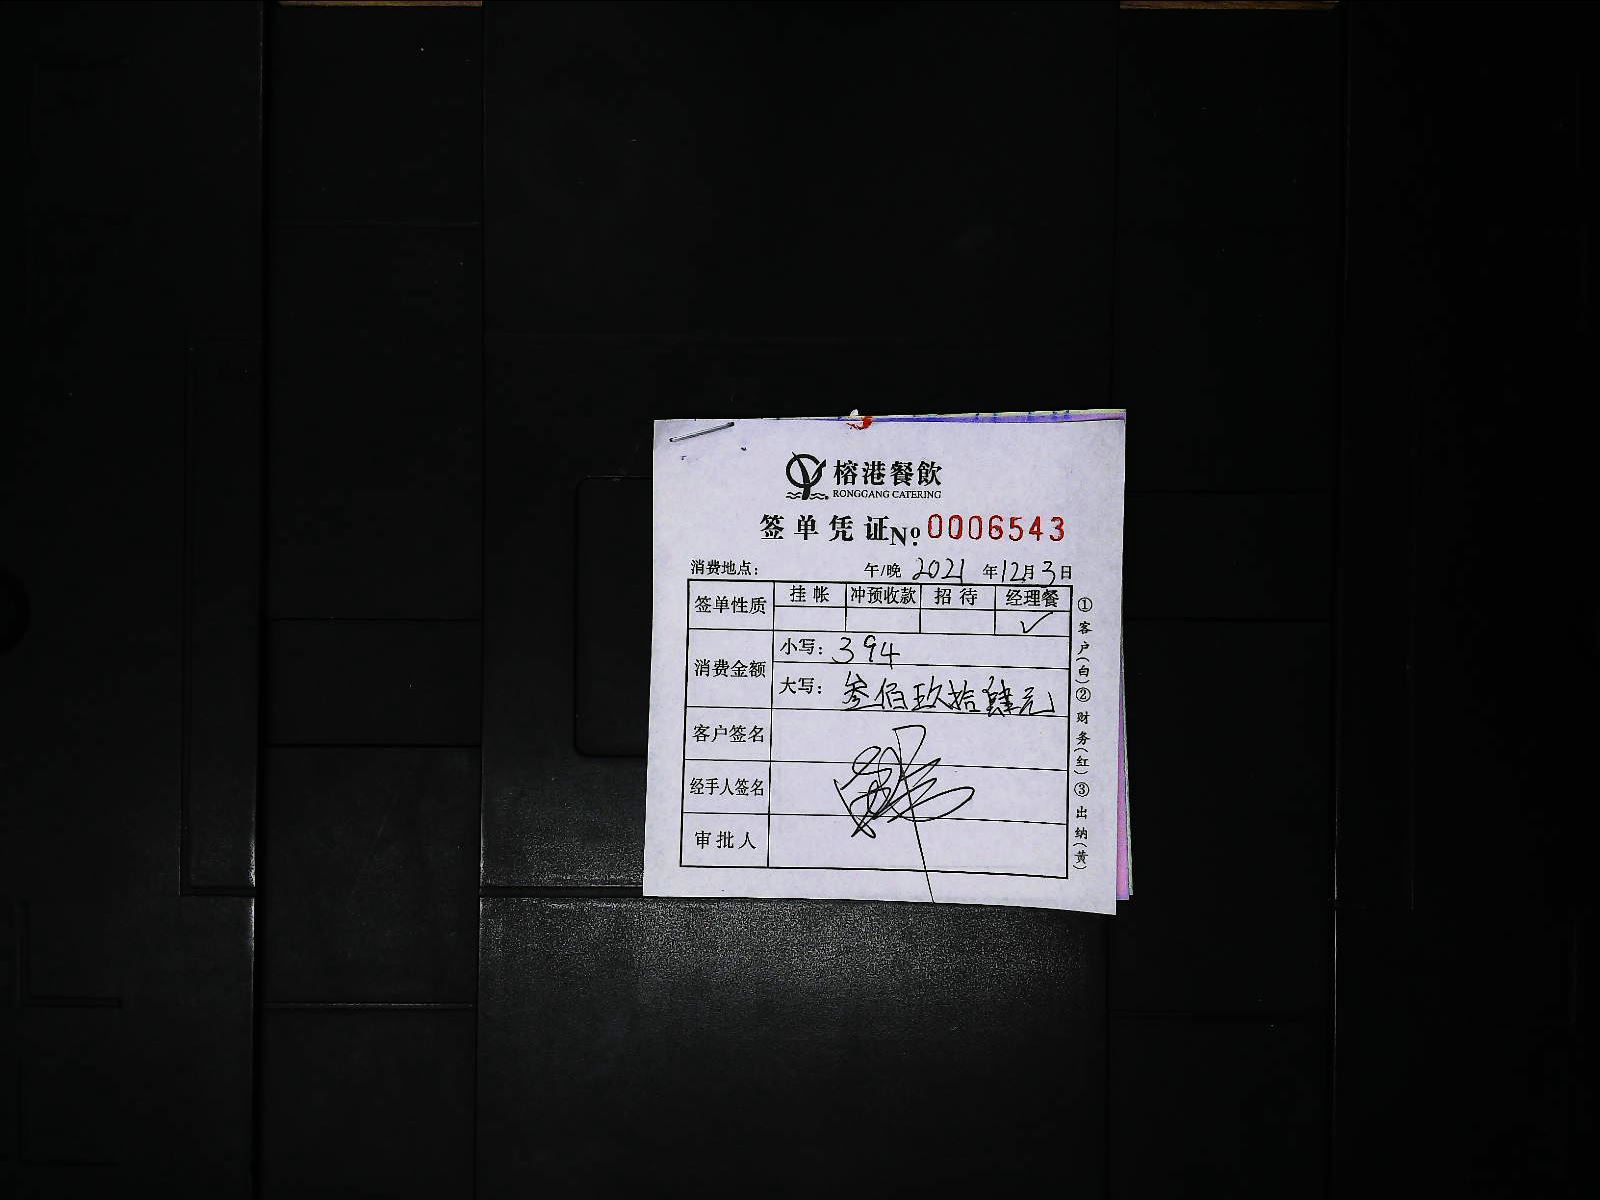 榕港餐飲
RONGGANG CATERING
签单凭证 No: 0006543
消费地点： 午/晚 2021 年 12 月 3 日
签单性质 挂帐 冲预收款 招待 经理餐
✓
消费金额 小写：394
大写：叁佰玖拾肆元
客户签名
经手人签名
审批人
①客户(白)②财务(红)③出纳(黄)